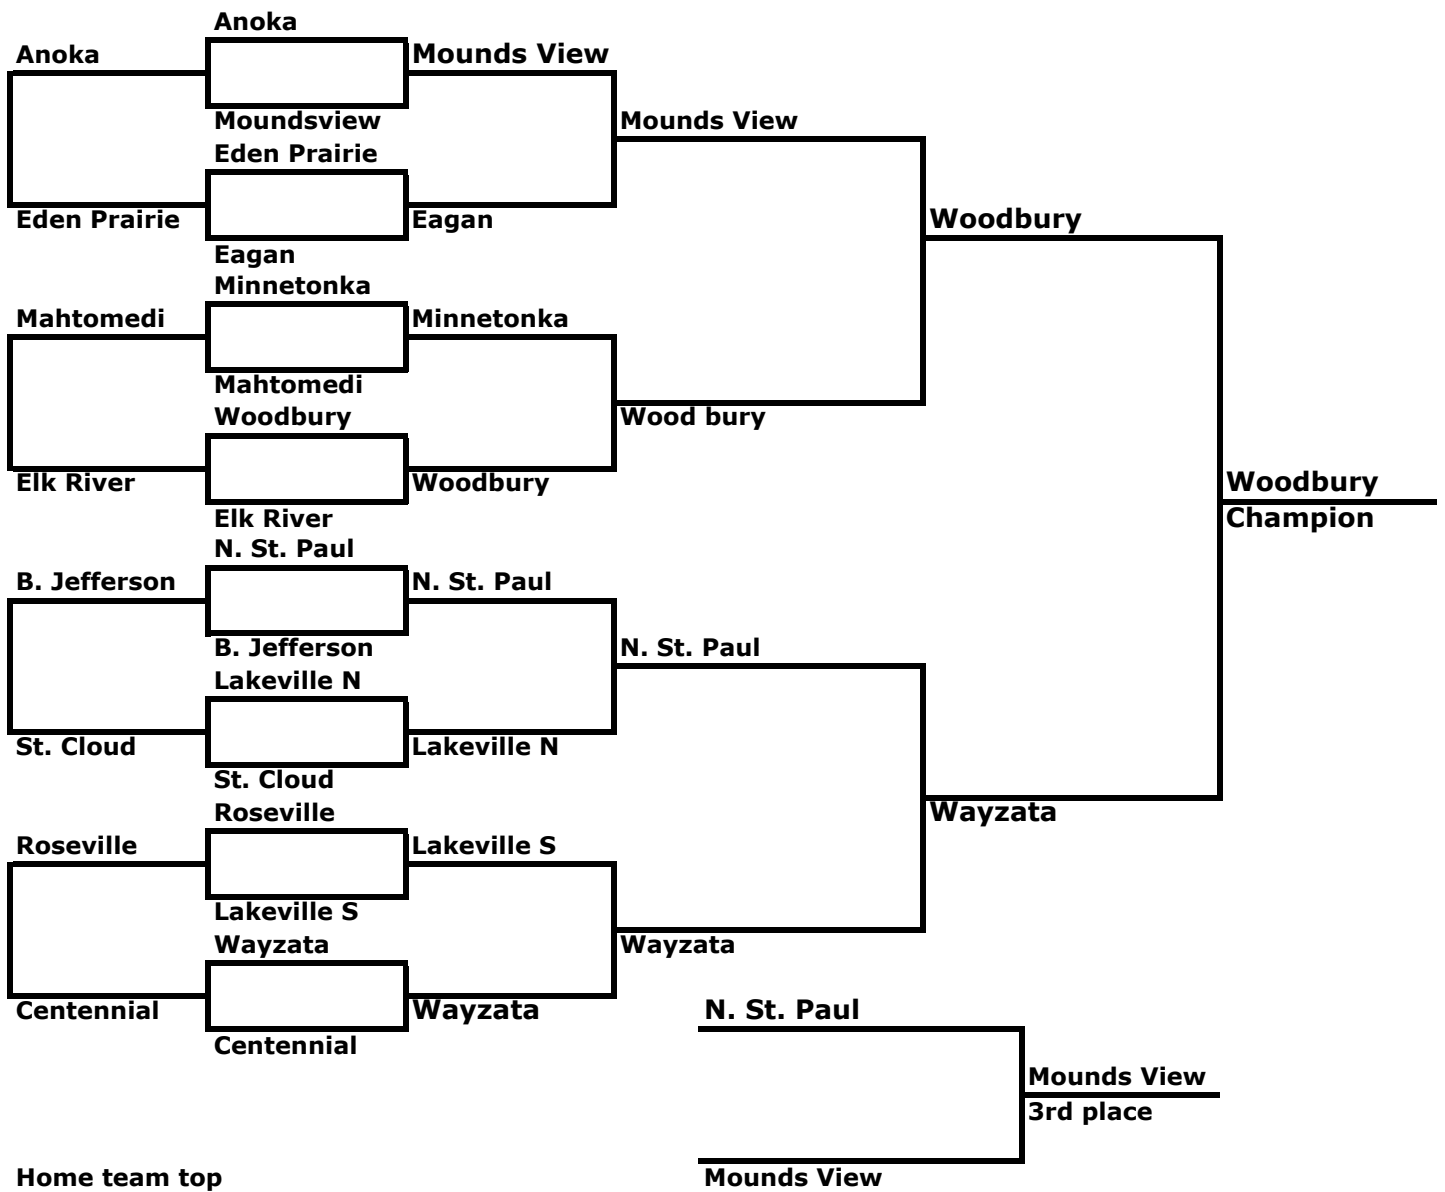 Anoka
Anoka
Mounds View
Moundsview
Mounds View
Eden Prairie
Eden Prairie
Eagan
Woodbury
Eagan
Minnetonka
Mahtomedi
Minnetonka
Mahtomedi
Woodbury
Wood bury
Elk River
Woodbury
Woodbury
Elk River
Champion
N. St. Paul
B. Jefferson
N. St. Paul
B. Jefferson
N. St. Paul
Lakeville N
St. Cloud
Lakeville N
St. Cloud
Roseville
Wayzata
Roseville
Lakeville S
Lakeville S
Wayzata
Wayzata
Centennial
Wayzata
N. St. Paul
Centennial
Mounds View
3rd place
Home team top
Mounds View